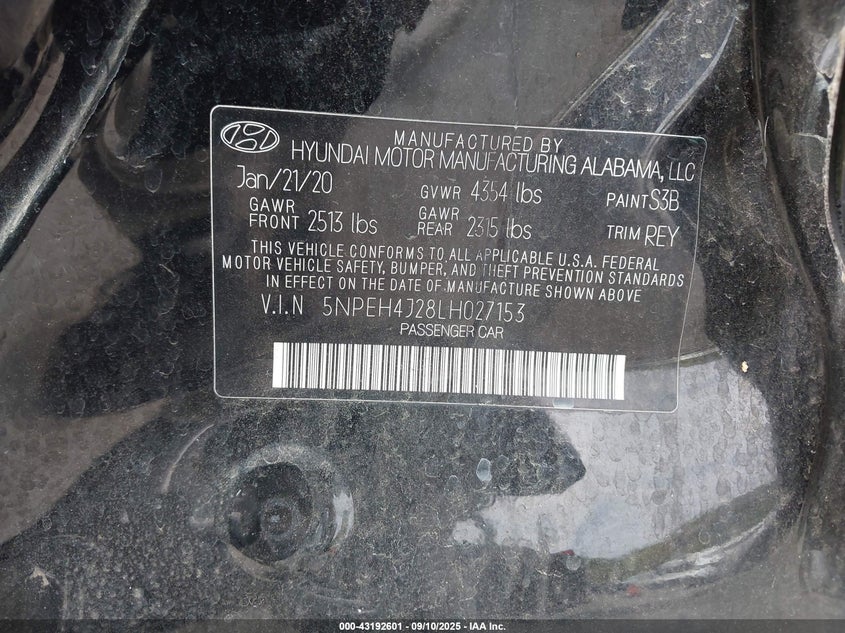 MANUFACTURED BY
HYUNDAI MOTOR MANUFACTURING ALABAMA, LLC
Jan/21/20 GVWR 4354 lbs PAINT S3B
GAWR FRONT 2513 lbs GAWR REAR 2315 lbs TRIM REY
THIS VEHICLE CONFORMS TO ALL APPLICABLE U.S.A. FEDERAL
MOTOR VEHICLE SAFETY, BUMPER, AND THEFT PREVENTION STANDARDS
IN EFFECT ON THE DATE OF MANUFACTURE SHOWN ABOVE
V.I.N 5NPEH4J28LH027153
PASSENGER CAR
000-43192601 - 09/10/2025 - IAA Inc.